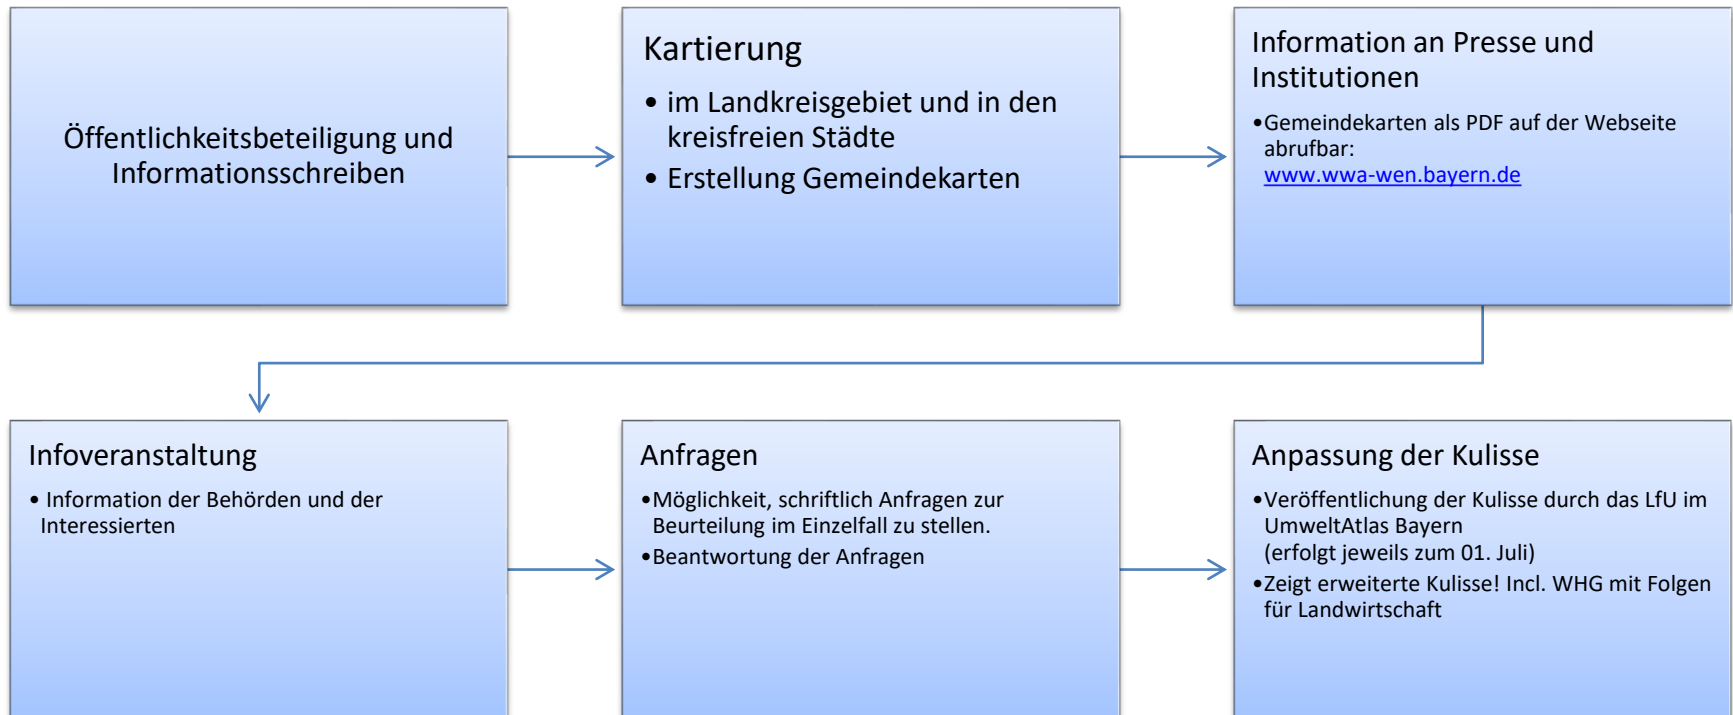 Öffentlichkeitsbeteiligung und
Informationsschreiben
Kartierung
• im Landkreisgebiet und in den
kreisfreien Städte
• Erstellung Gemeindekarten
Information an Presse und
Institutionen
•Gemeindekarten als PDF auf der Webseite
abrufbar:
www.wwa-wen.bayern.de
Infoveranstaltung
• Information der Behörden und der
Interessierten
Anfragen
•Möglichkeit, schriftlich Anfragen zur
Beurteilung im Einzelfall zu stellen.
•Beantwortung der Anfragen
Anpassung der Kulisse
•Veröffentlichung der Kulisse durch das LfU im
UmweltAtlas Bayern
(erfolgt jeweils zum 01. Juli)
•Zeigt erweiterte Kulisse! Incl. WHG mit Folgen
für Landwirtschaft